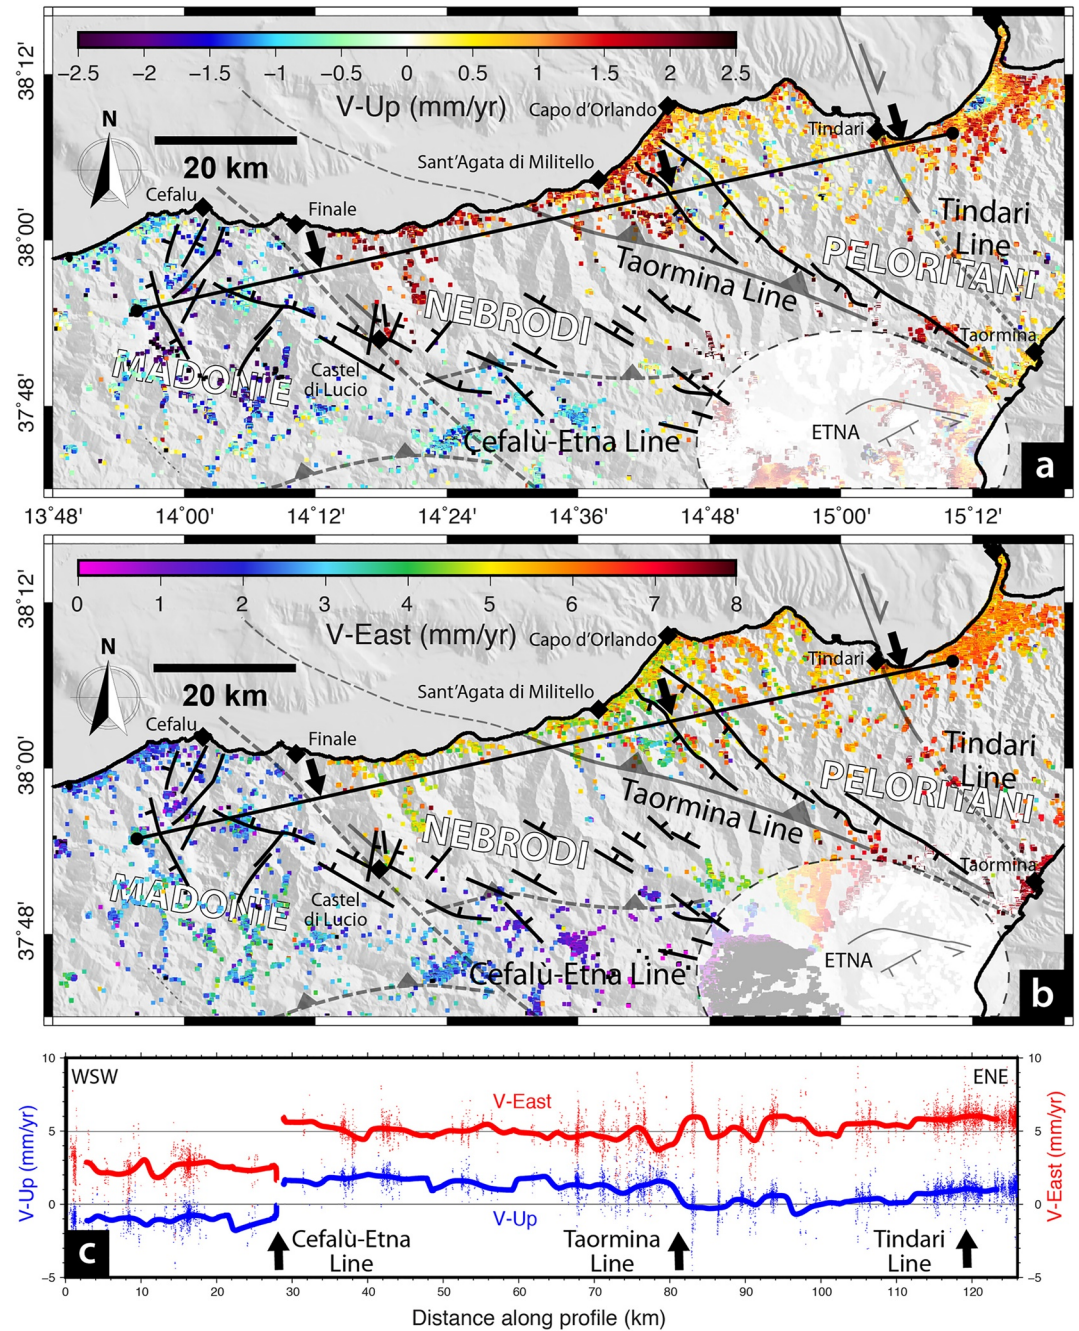 38°12'
38°00'
37°48'
−2.5 −2 −1.5 −1 −0.5 0 0.5 1 1.5 2 2.5
V-Up (mm/yr)
N
20 km
Cefalu
Finale
Sant'Agata di Militello
Capo d'Orlando
Tindari
Tindari
Line
PELORITANI
Taormina Line
Taormina
NEBRODI
MADONIE
Castel
di Lucio
Cefalù-Etna Line
ETNA
a
13°48' 14°00' 14°12' 14°24' 14°36' 14°48' 15°00' 15°12'
38°12'
38°00'
37°48'
0 1 2 3 4 5 6 7 8
V-East (mm/yr)
N
20 km
Cefalu
Finale
Sant'Agata di Militello
Capo d'Orlando
Tindari
Tindari
Line
PELORITANI
Taormina Line
Taormina
NEBRODI
MADONIE
Castel
di Lucio
Cefalù-Etna Line
ETNA
b
10
5
0
−5
V-Up (mm/yr)
WSW
ENE
V-East
V-Up
10
5
0
−5
V-East (mm/yr)
c
Cefalù-Etna
Line
Taormina
Line
Tindari
Line
0 10 20 30 40 50 60 70 80 90 100 110 120
Distance along profile (km)